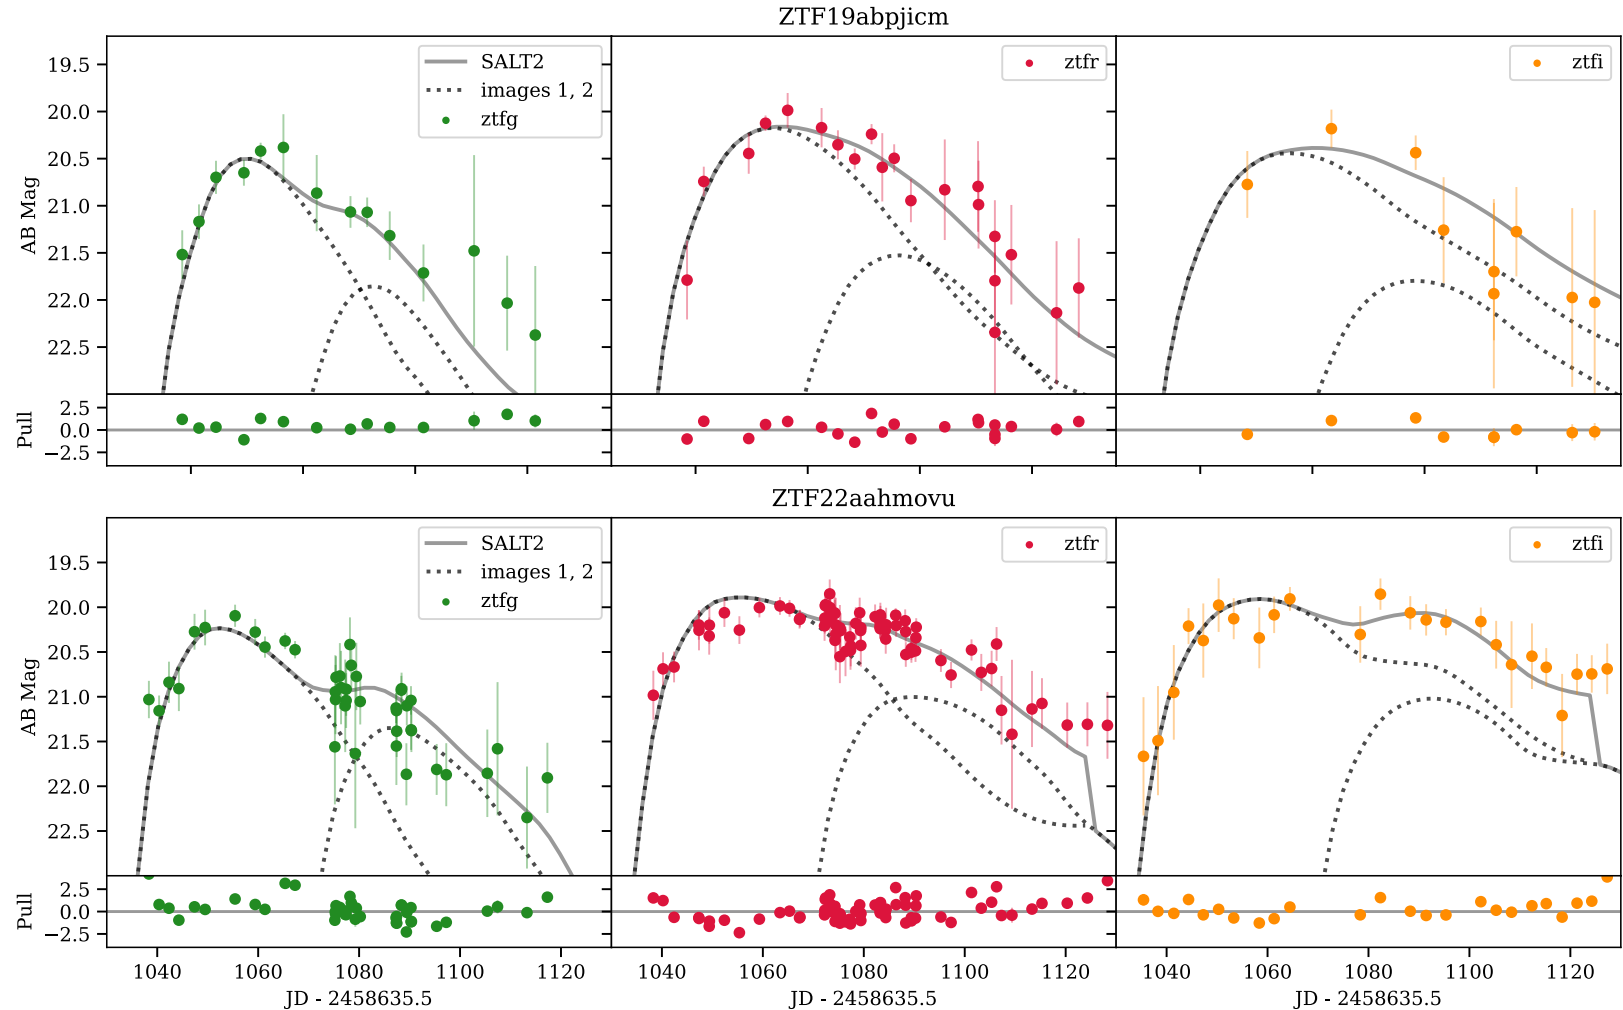 ZTF19abpjicm
SALT2
images 1, 2
ztfg
ztfr
ztfi
19.5
20.0
20.5
21.0
21.5
22.0
22.5
AB Mag
2.5
0.0
−2.5
Pull
ZTF22aahmovu
SALT2
images 1, 2
ztfg
ztfr
ztfi
19.5
20.0
20.5
21.0
21.5
22.0
22.5
AB Mag
2.5
0.0
−2.5
Pull
1040 1060 1080 1100 1120
1040 1060 1080 1100 1120
1040 1060 1080 1100 1120
JD - 2458635.5
JD - 2458635.5
JD - 2458635.5